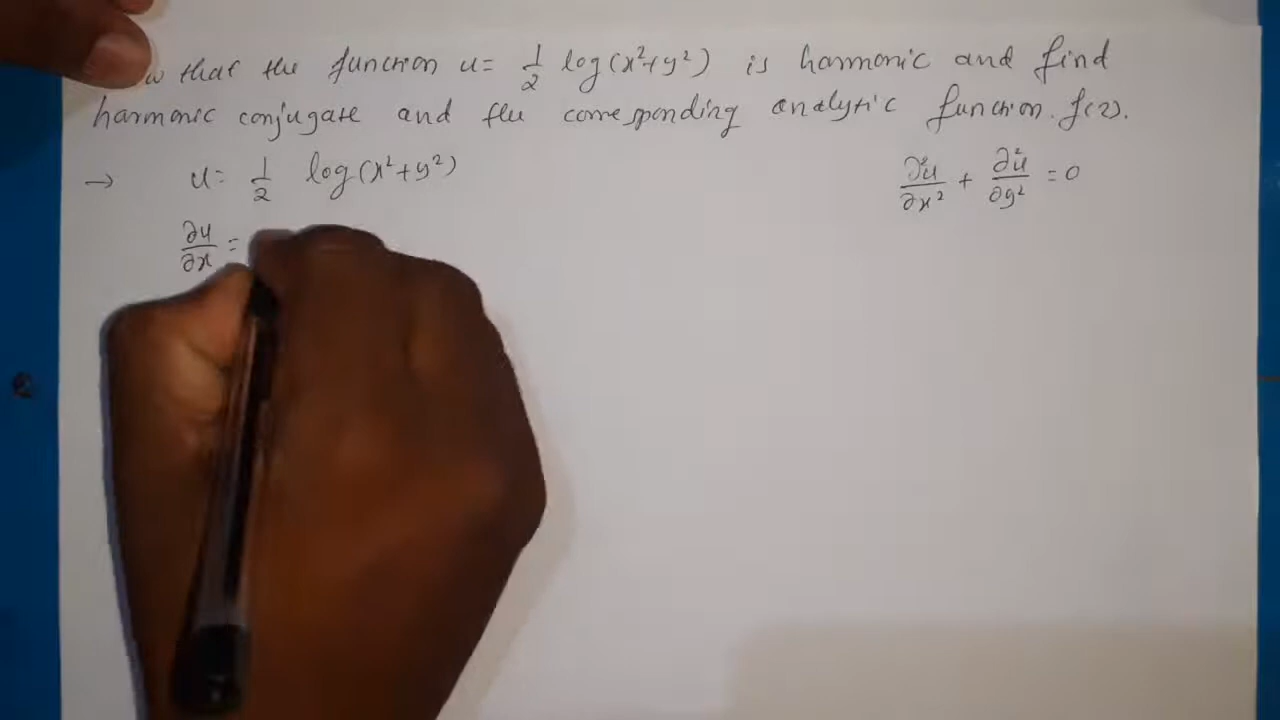 w that the function u= 1/2 log(x²+y²) is harmonic and find
harmonic conjugate and the corresponding analytic function. f(z).
→ u= 1/2 log(x²+y²)
∂²u/∂x² + ∂²u/∂y² =0
∂u/∂x =